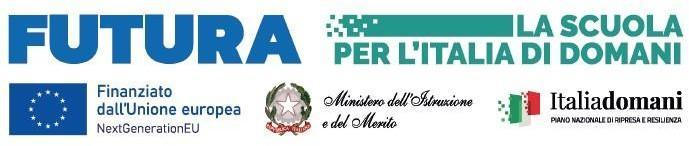 FUTURA
LA SCUOLA
PER L'ITALIA DI DOMANI
Finanziato
dall'Unione europea
NextGenerationEU
Ministero dell'Istruzione
e del Merito
Italiadomani
PIANO NAZIONALE DI RIPRESA E RESILIENZA